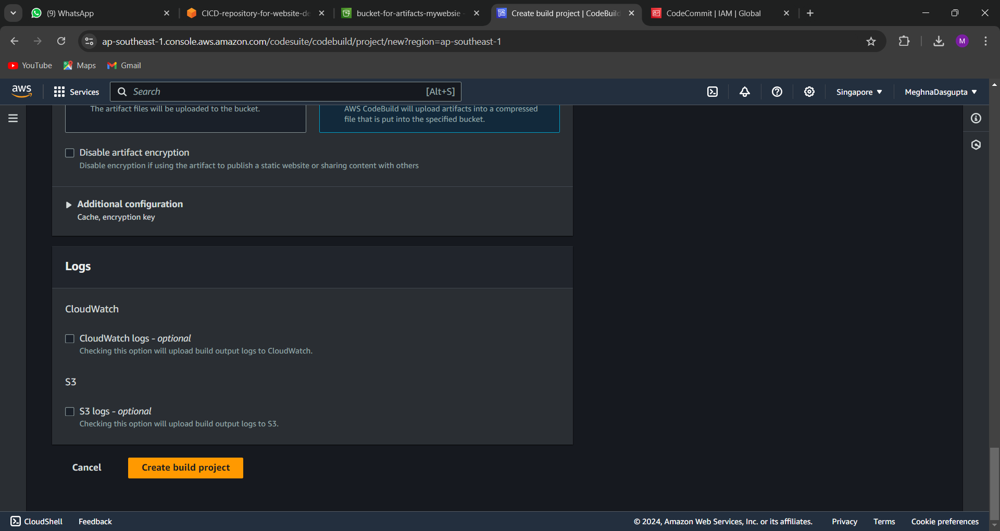 (9) WhatsApp
CICD-repository-for-website-de
bucket-for-artifacts-mywebsie -
Create build project | CodeBuild
CodeCommit | IAM | Global
ap-southeast-1.console.aws.amazon.com/codesuite/codebuild/project/new?region=ap-southeast-1
M
YouTube
Maps
Gmail
aws
Services
Search
[Alt+S]
Singapore
MeghnaDasgupta
The artifact files will be uploaded to the bucket.
AWS CodeBuild will upload artifacts into a compressed
file that is put into the specified bucket.
Disable artifact encryption
Disable encryption if using the artifact to publish a static website or sharing content with others
Additional configuration
Cache, encryption key
Logs
CloudWatch
CloudWatch logs - optional
Checking this option will upload build output logs to CloudWatch.
S3
S3 logs - optional
Checking this option will upload build output logs to S3.
Cancel
Create build project
CloudShell
Feedback
© 2024, Amazon Web Services, Inc. or its affiliates.
Privacy
Terms
Cookie preferences